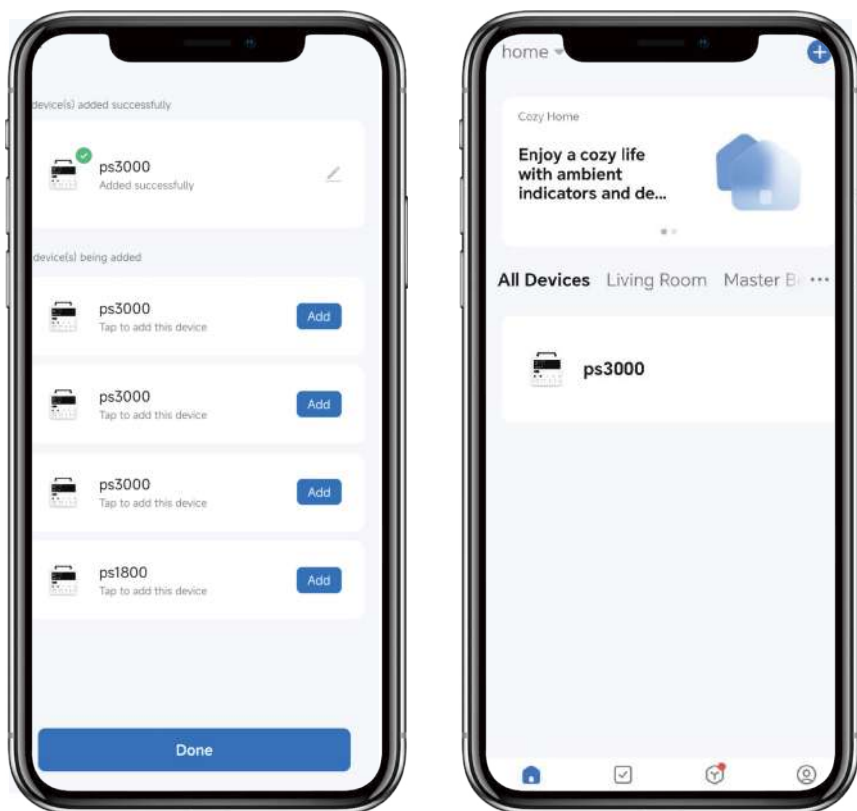 device(s) added successfully
ps3000
Added successfully
device(s) being added
ps3000
Tap to add this device
Add
ps3000
Tap to add this device
Add
ps3000
Tap to add this device
Add
ps1800
Tap to add this device
Add
Done
home
Cozy Home
Enjoy a cozy life
with ambient
indicators and de...
All Devices Living Room Master B
ps3000